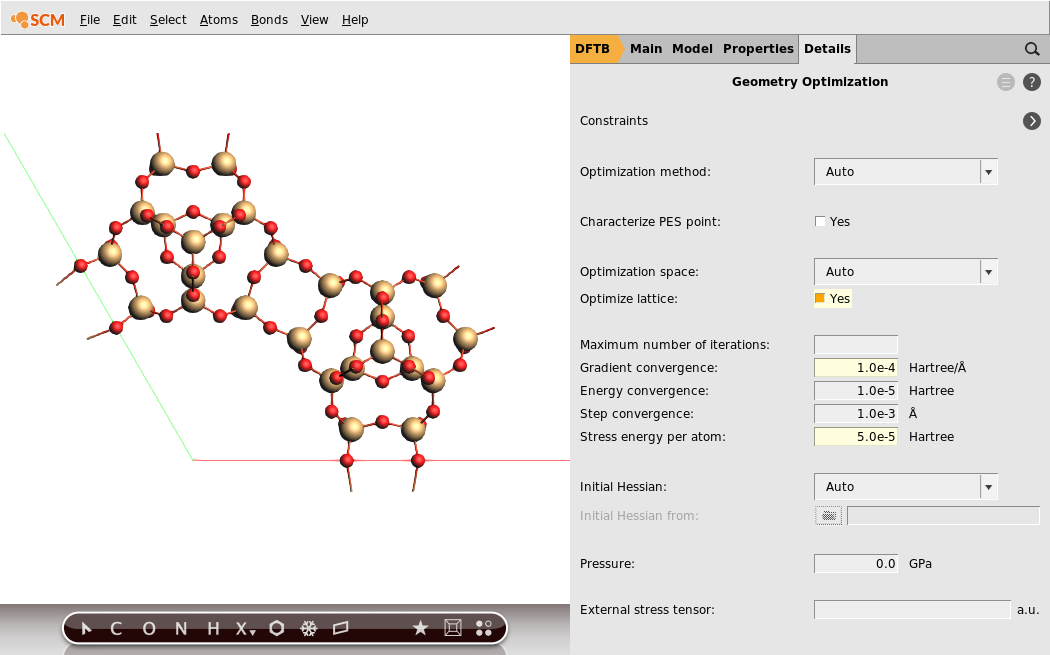 SCM File Edit Select Atoms Bonds View Help
DFTB Main Model Properties Details
Geometry Optimization
Constraints
Optimization method: Auto
Characterize PES point: Yes
Optimization space: Auto
Optimize lattice: Yes
Maximum number of iterations:
Gradient convergence: 1.0e-4 Hartree/Å
Energy convergence: 1.0e-5 Hartree
Step convergence: 1.0e-3 Å
Stress energy per atom: 5.0e-5 Hartree
Initial Hessian: Auto
Initial Hessian from:
Pressure: 0.0 GPa
External stress tensor: a.u.
C O N H X